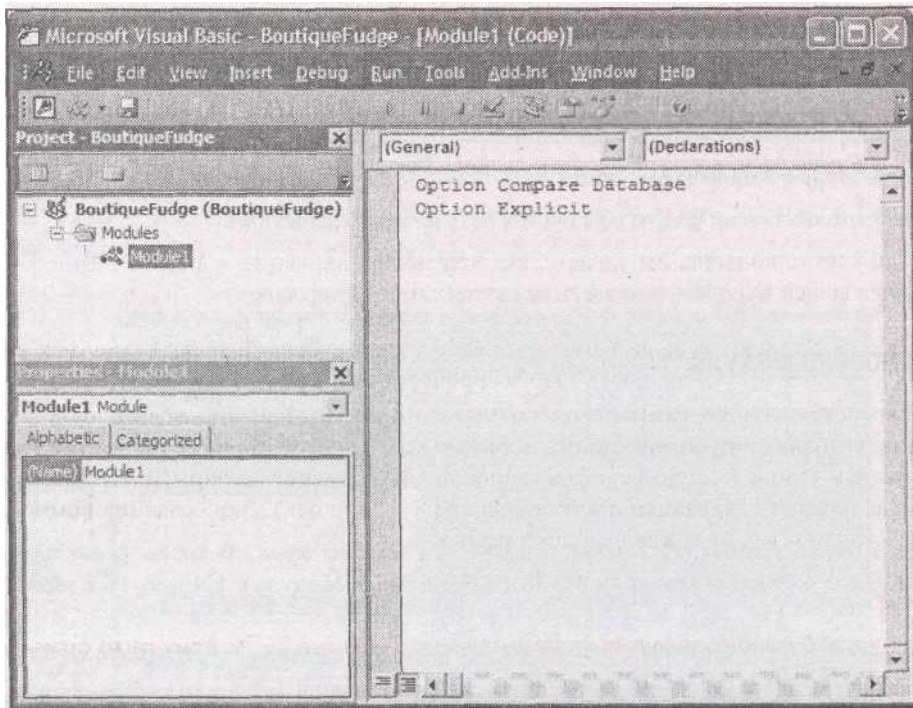 Microsoft Visual Basic - BoutiqueFudge - [Module1 (Code)]
File Edit View Insert Debug Run Tools Add-Ins Window Help
Project - BoutiqueFudge
BoutiqueFudge (BoutiqueFudge)
Modules
Module1
Properties - Module1
Module1 Module
Alphabetic Categorized
(Name) Module1
(General) (Declarations)
Option Compare Database
Option Explicit